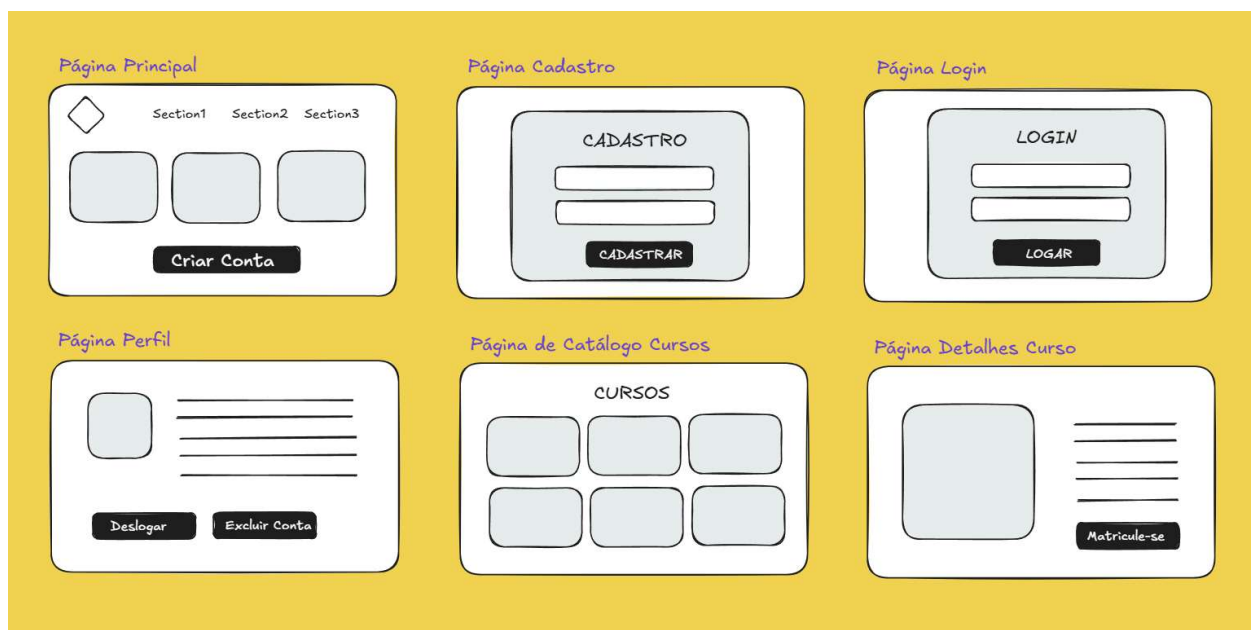 Página Principal
Section1 Section2 Section3
Criar Conta
Página Cadastro
CADASTRO
CADASTRAR
Página Login
LOGIN
LOGAR
Página Perfil
Deslogar Excluir Conta
Página de Catálogo Cursos
CURSOS
Página Detalhes Curso
Matricule-se